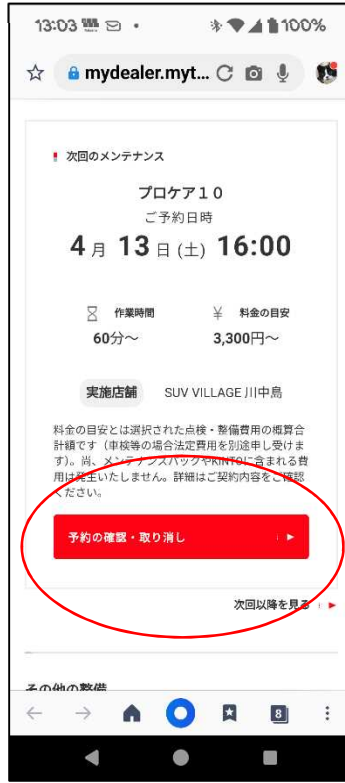 13:03
100%
mydealer.myt...
次回のメンテナンス
プロケア１０
ご予約日時
4月 13日 (土) 16:00
作業時間 ¥ 料金の目安
60分～ 3,300円～
実施店舗 SUV VILLAGE 川中島
料金の目安とは選択された点検・整備費用の概算合
計額です（車検等の場合法定費用を別途申し受けま
す）。尚、メンテナンスパックやKINTOに含まれる費
用は発生いたしません。詳細はご契約内容をご確認
ください。
予約の確認・取り消し
次回以降を見る
その他の整備
8